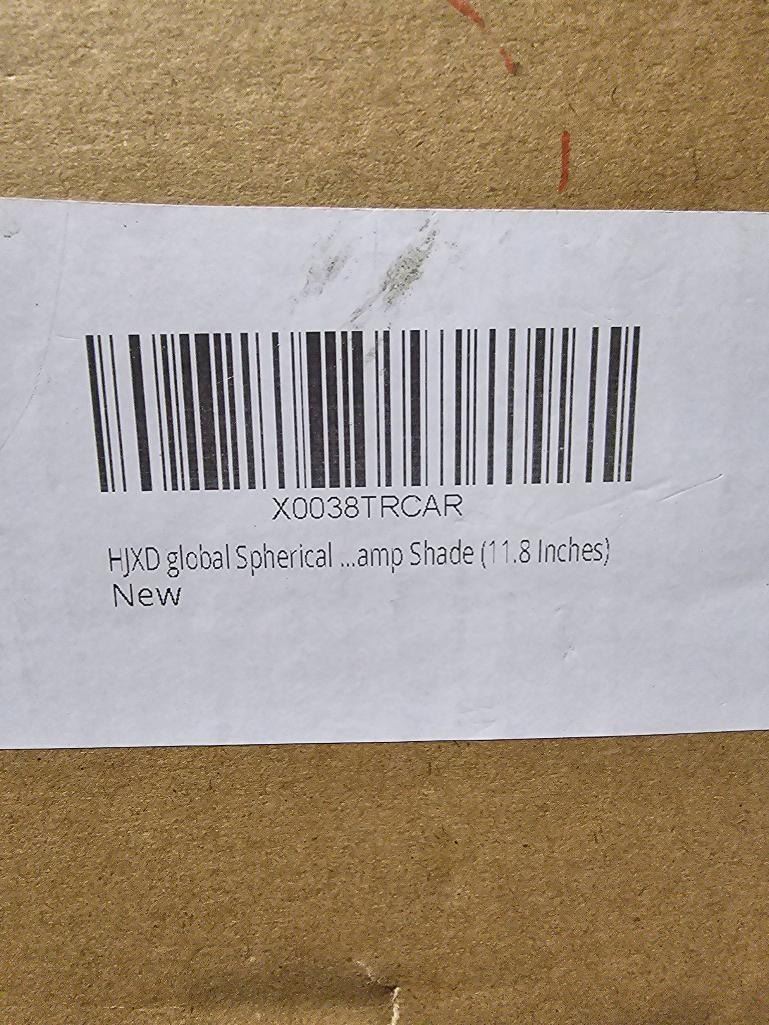 X0038TRCAR
HJXD global Spherical ...amp Shade (11.8 Inches)
New